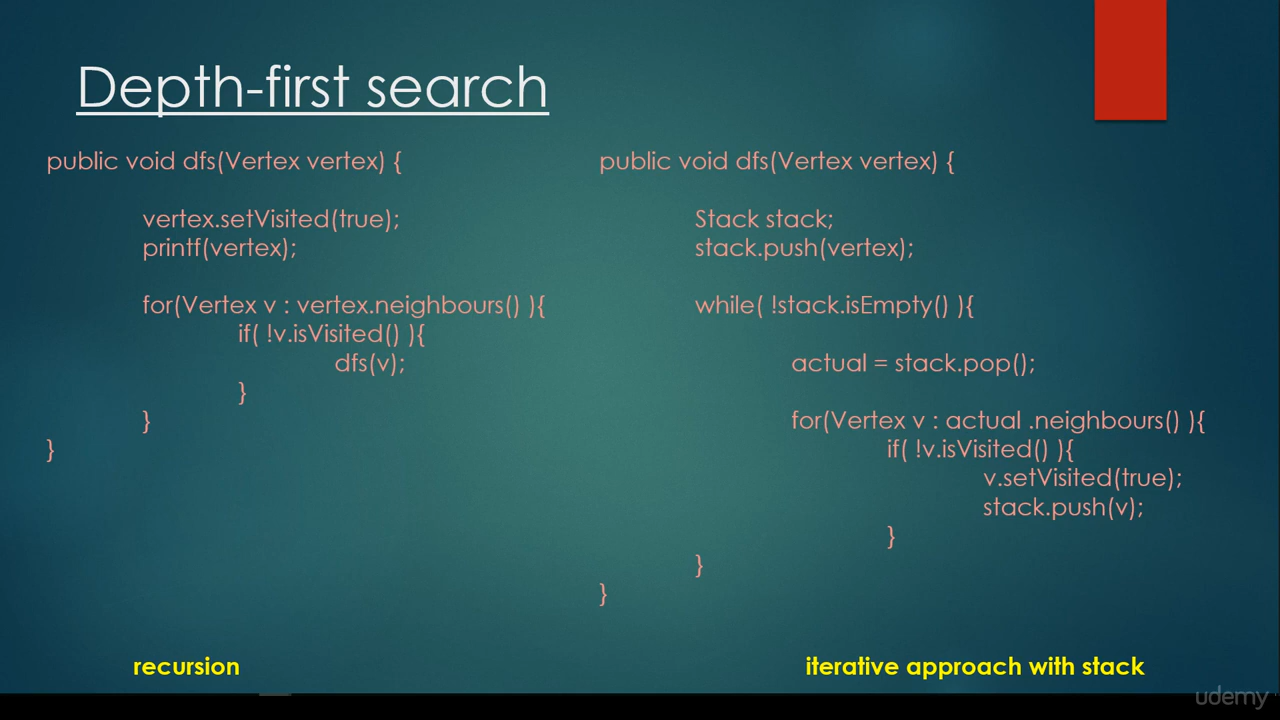 Depth-first search
public void dfs(Vertex vertex) {
vertex.setVisited(true);
printf(vertex);
for(Vertex v : vertex.neighbours() ){
if( !v.isVisited() ){
dfs(v);
}
}
}
recursion
public void dfs(Vertex vertex) {
Stack stack;
stack.push(vertex);
while( !stack.isEmpty() ){
actual = stack.pop();
for(Vertex v : actual .neighbours() ){
if( !v.isVisited() ){
v.setVisited(true);
stack.push(v);
}
}
}
iterative approach with stack
udemy